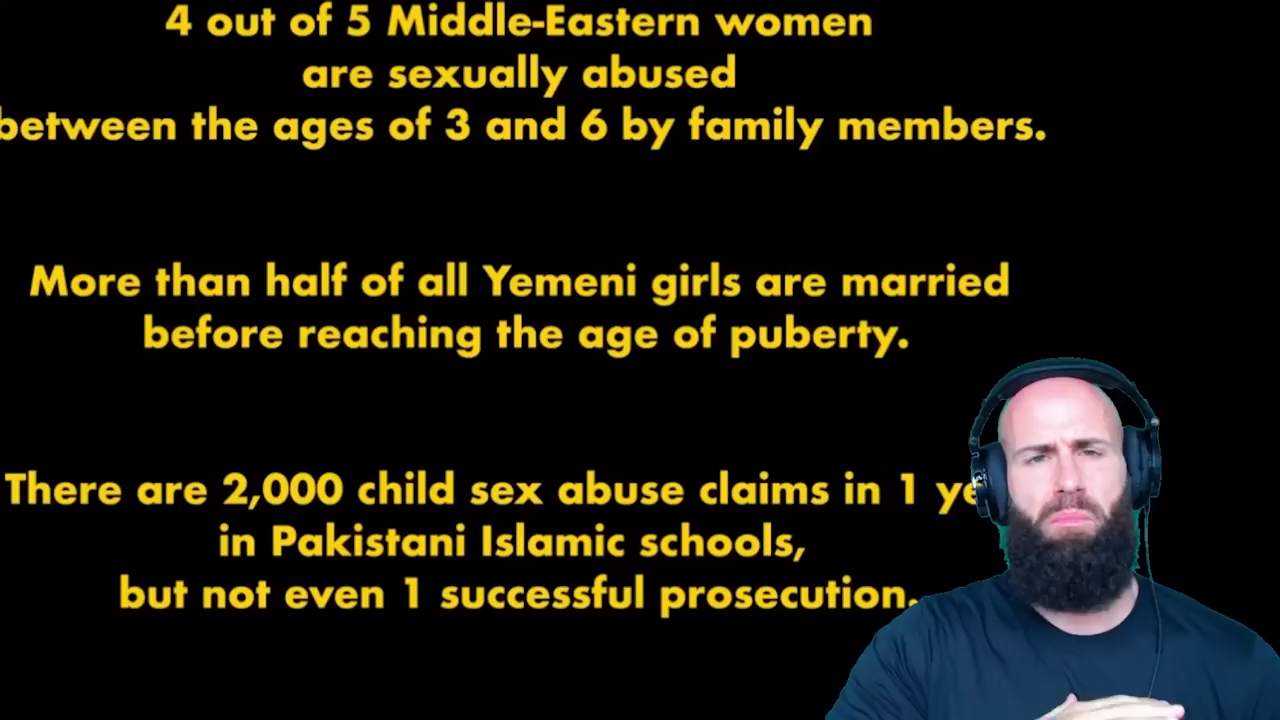 4 out of 5 Middle-Eastern women
are sexually abused
between the ages of 3 and 6 by family members.
More than half of all Yemeni girls are married
before reaching the age of puberty.
There are 2,000 child sex abuse claims in 1
in Pakistani Islamic schools,
but not even 1 successful prosecution.